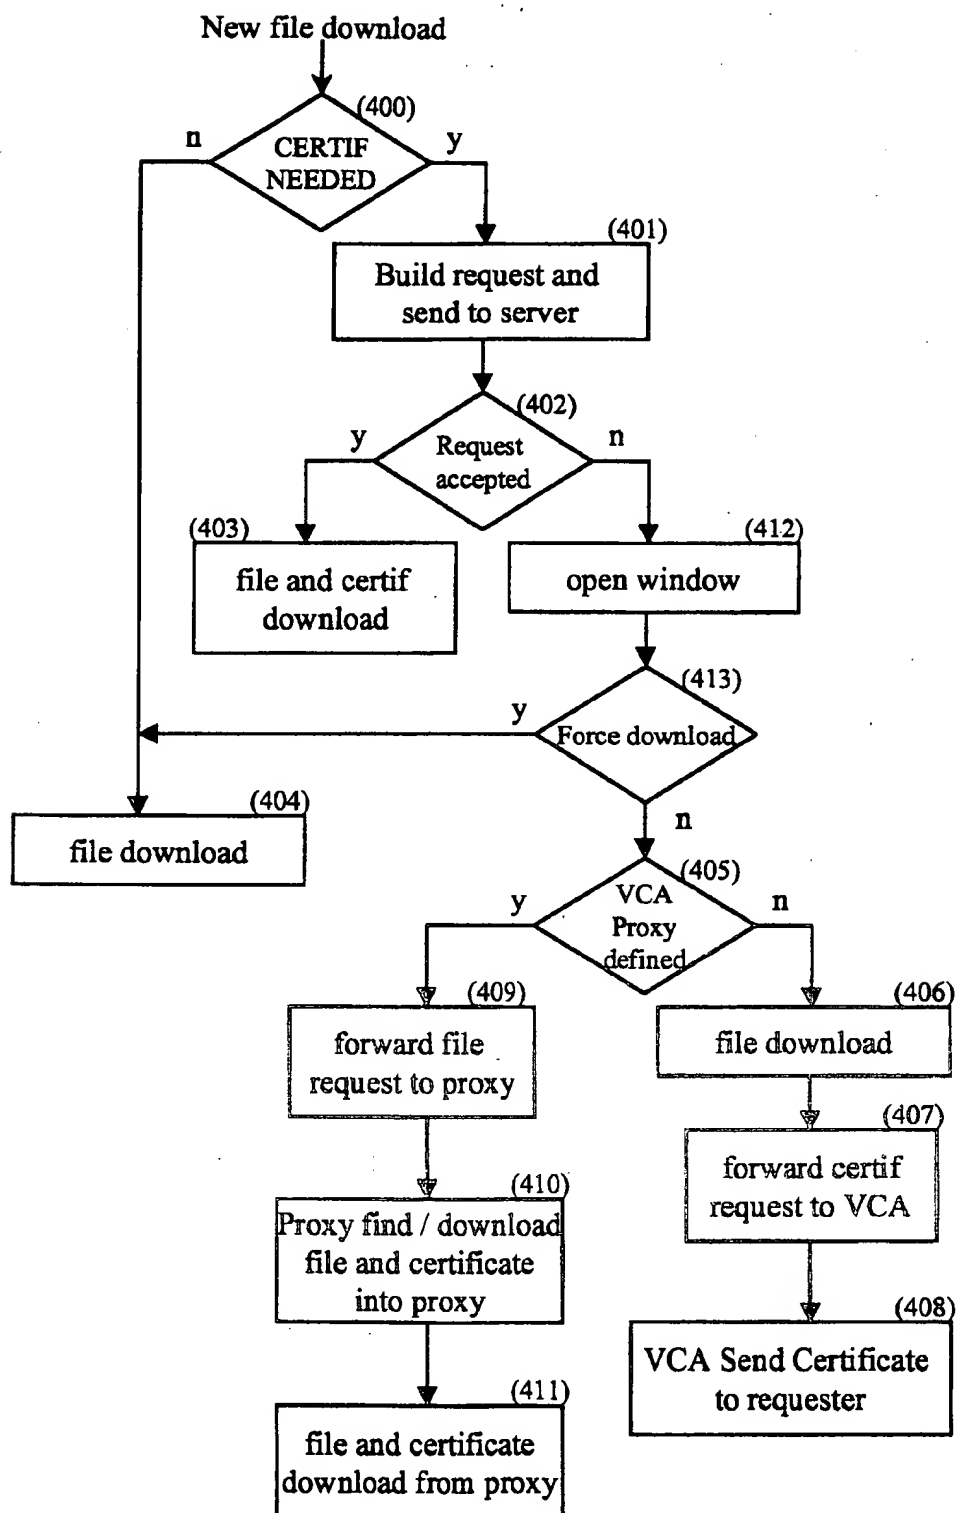 New file download
(400)
n
y
CERTIF
NEEDED
(401)
Build request and
send to server
(402)
y
n
Request
accepted
(403)
(412)
file and certif
download
open window
(413)
y
Force download
n
(404)
file download
(405)
y
n
VCA
Proxy
defined
(409)
(406)
forward file
request to proxy
file download
(407)
forward certif
request to VCA
(410)
Proxy find / download
file and certificate
into proxy
(408)
VCA Send Certificate
to requester
(411)
file and certificate
download from proxy